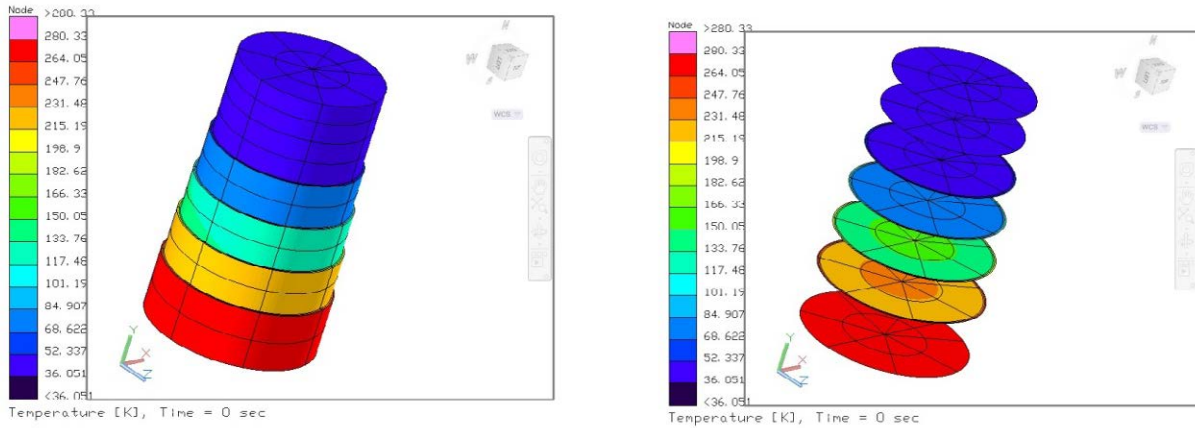 Node
>280.33
280.33
264.05
247.76
231.48
215.19
198.9
182.62
166.33
150.05
133.76
117.48
101.19
84.907
68.622
52.337
36.051
<36.051
Temperature [K], Time = 0 sec
N
W
WCS
Y
X
Z
Node
>280.33
280.33
264.05
247.76
231.48
215.19
198.9
182.62
166.33
150.05
133.76
117.48
101.19
84.907
68.622
52.337
36.051
<36.051
Temperature [K], Time = 0 sec
N
W
WCS
Y
X
Z